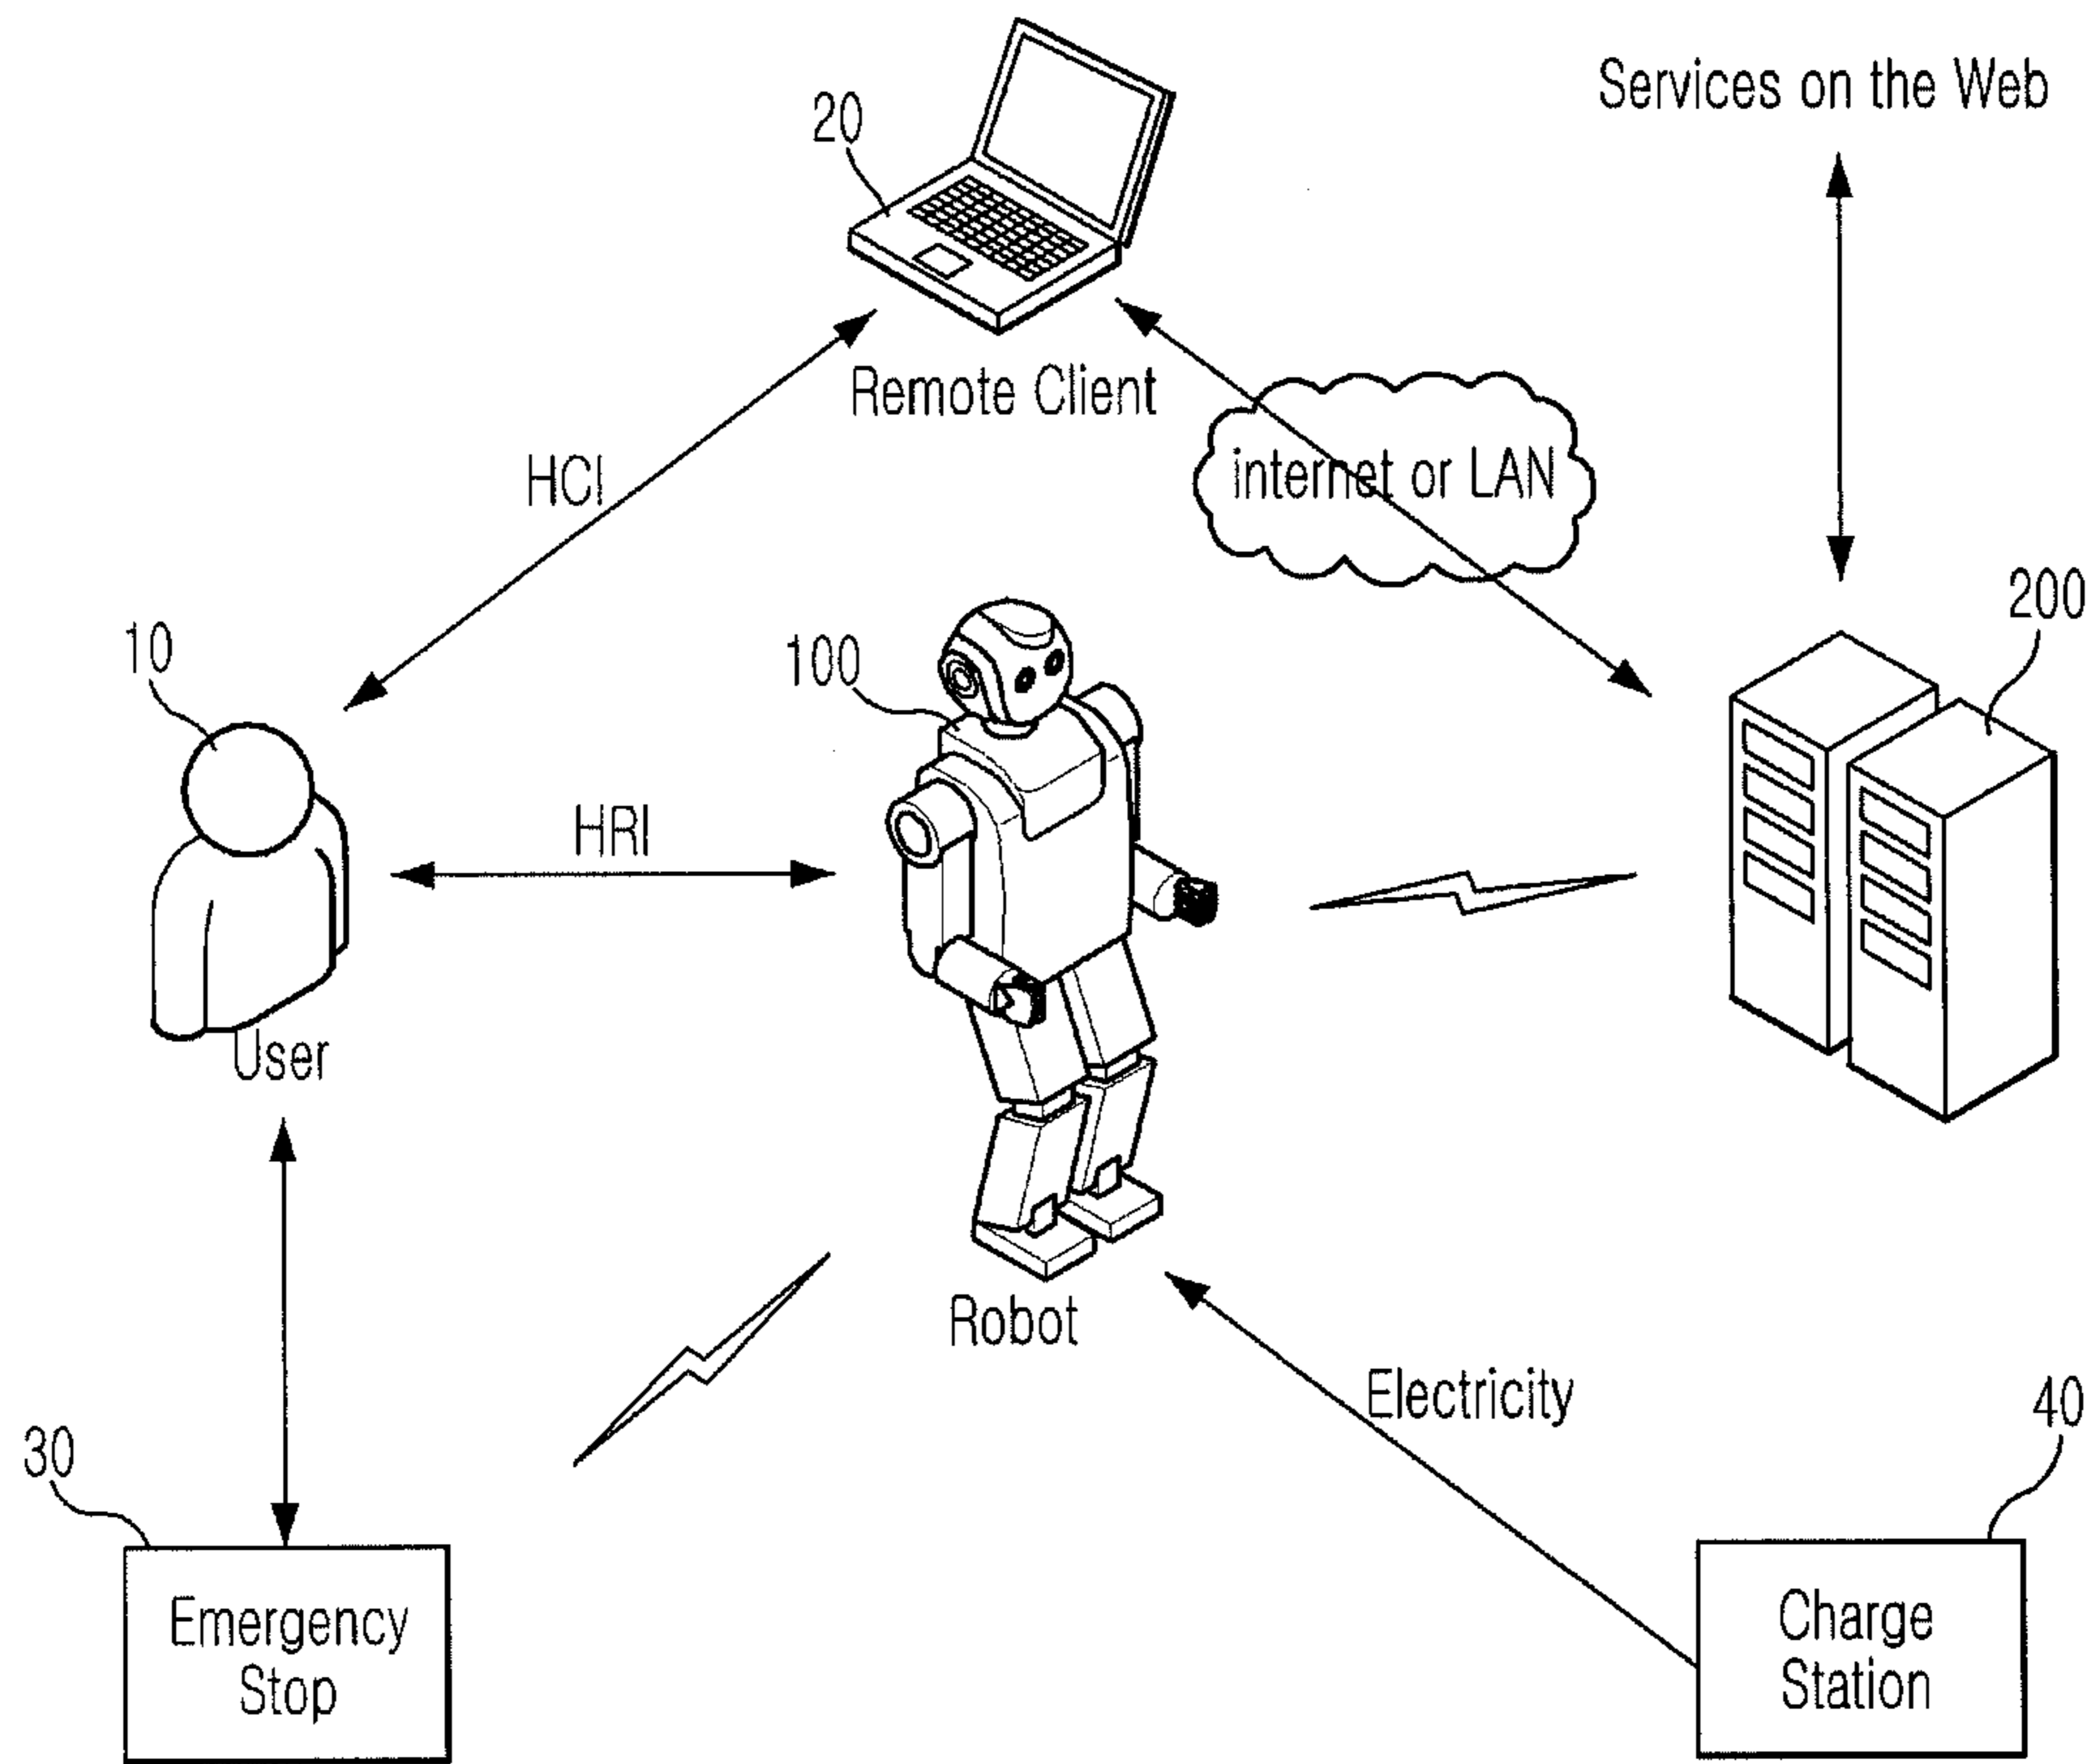 Services on the Web
20
Remote Client
internet or LAN
HCI
200
10
100
HRI
User
Robot
Electricity
30
40
Emergency
Stop
Charge
Station